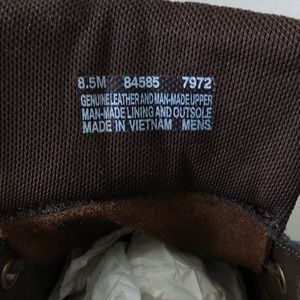 8.5M 84585 7972
GENUINE LEATHER AND MAN-MADE UPPER
MAN-MADE LINING AND OUTSOLE
MADE IN VIETNAM MENS